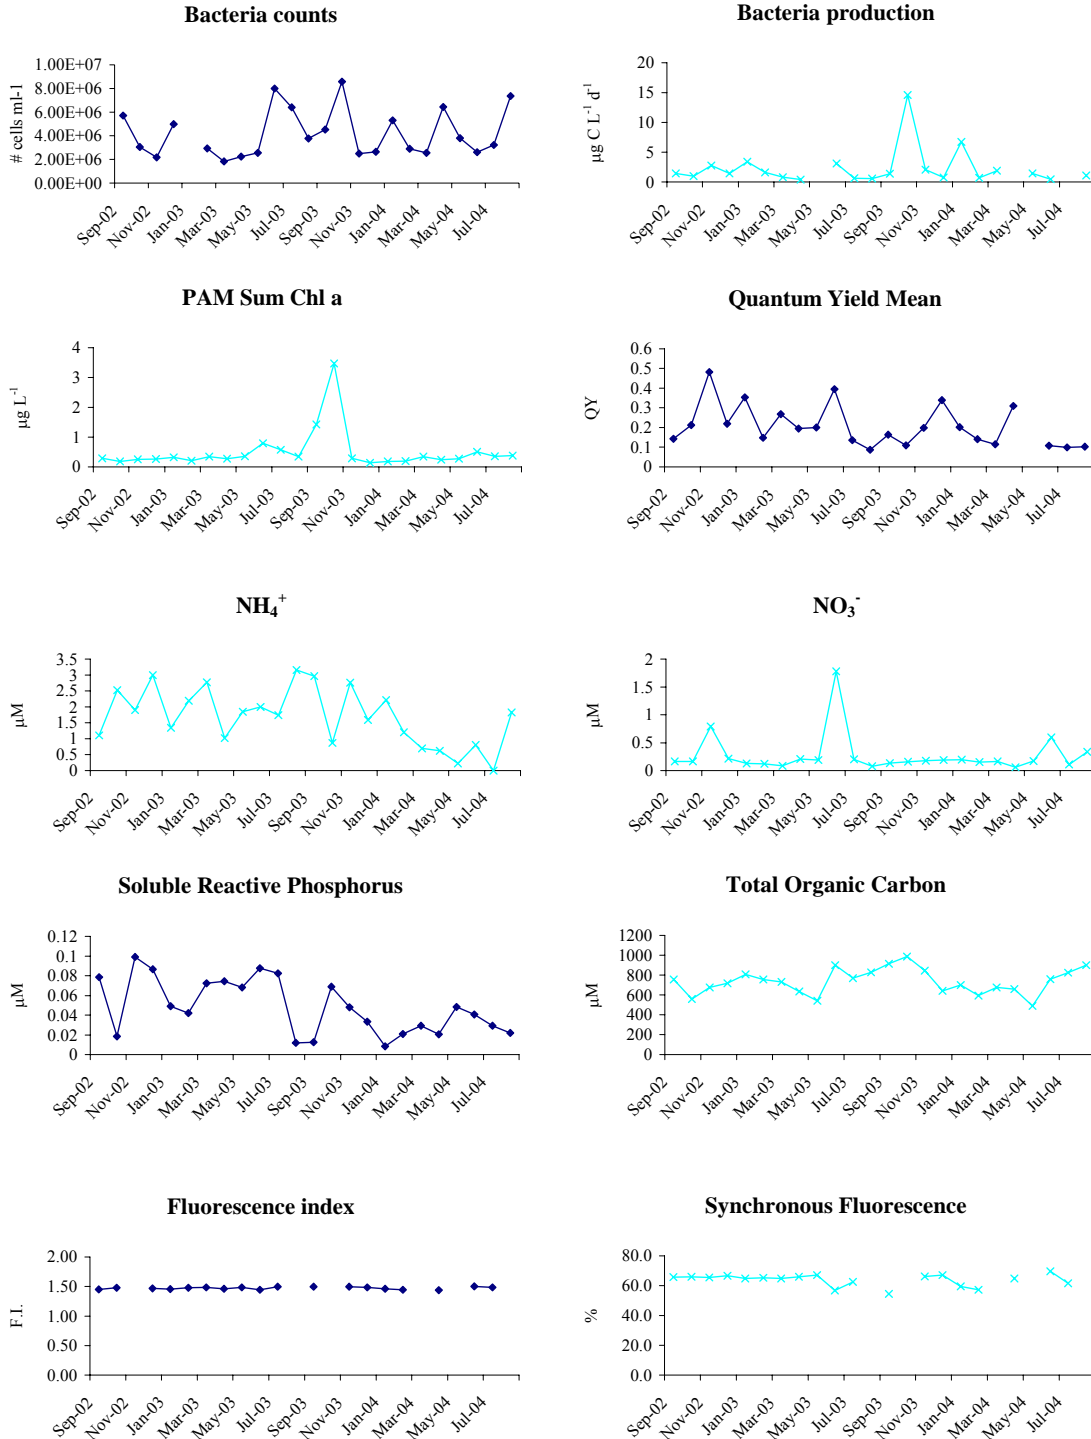 Bacteria counts
# cells ml-1
1.00E+07
8.00E+06
6.00E+06
4.00E+06
2.00E+06
0.00E+00
Sep-02 Nov-02 Jan-03 Mar-03 May-03 Jul-03 Sep-03 Nov-03 Jan-04 Mar-04 May-04 Jul-04
Bacteria production
µg C L⁻¹ d⁻¹
20
15
10
5
0
Sep-02 Nov-02 Jan-03 Mar-03 May-03 Jul-03 Sep-03 Nov-03 Jan-04 Mar-04 May-04 Jul-04
PAM Sum Chl a
µg L⁻¹
4
3
2
1
0
Sep-02 Nov-02 Jan-03 Mar-03 May-03 Jul-03 Sep-03 Nov-03 Jan-04 Mar-04 May-04 Jul-04
Quantum Yield Mean
QY
0.6
0.5
0.4
0.3
0.2
0.1
0
Sep-02 Nov-02 Jan-03 Mar-03 May-03 Jul-03 Sep-03 Nov-03 Jan-04 Mar-04 May-04 Jul-04
NH₄⁺
µM
3.5
3
2.5
2
1.5
1
0.5
0
Sep-02 Nov-02 Jan-03 Mar-03 May-03 Jul-03 Sep-03 Nov-03 Jan-04 Mar-04 May-04 Jul-04
NO₃⁻
µM
2
1.5
1
0.5
0
Sep-02 Nov-02 Jan-03 Mar-03 May-03 Jul-03 Sep-03 Nov-03 Jan-04 Mar-04 May-04 Jul-04
Soluble Reactive Phosphorus
µM
0.12
0.1
0.08
0.06
0.04
0.02
0
Sep-02 Nov-02 Jan-03 Mar-03 May-03 Jul-03 Sep-03 Nov-03 Jan-04 Mar-04 May-04 Jul-04
Total Organic Carbon
µM
1200
1000
800
600
400
200
0
Sep-02 Nov-02 Jan-03 Mar-03 May-03 Jul-03 Sep-03 Nov-03 Jan-04 Mar-04 May-04 Jul-04
Fluorescence index
F.I.
2.00
1.50
1.00
0.50
0.00
Sep-02 Nov-02 Jan-03 Mar-03 May-03 Jul-03 Sep-03 Nov-03 Jan-04 Mar-04 May-04 Jul-04
Synchronous Fluorescence
%
80.0
60.0
40.0
20.0
0.0
Sep-02 Nov-02 Jan-03 Mar-03 May-03 Jul-03 Sep-03 Nov-03 Jan-04 Mar-04 May-04 Jul-04